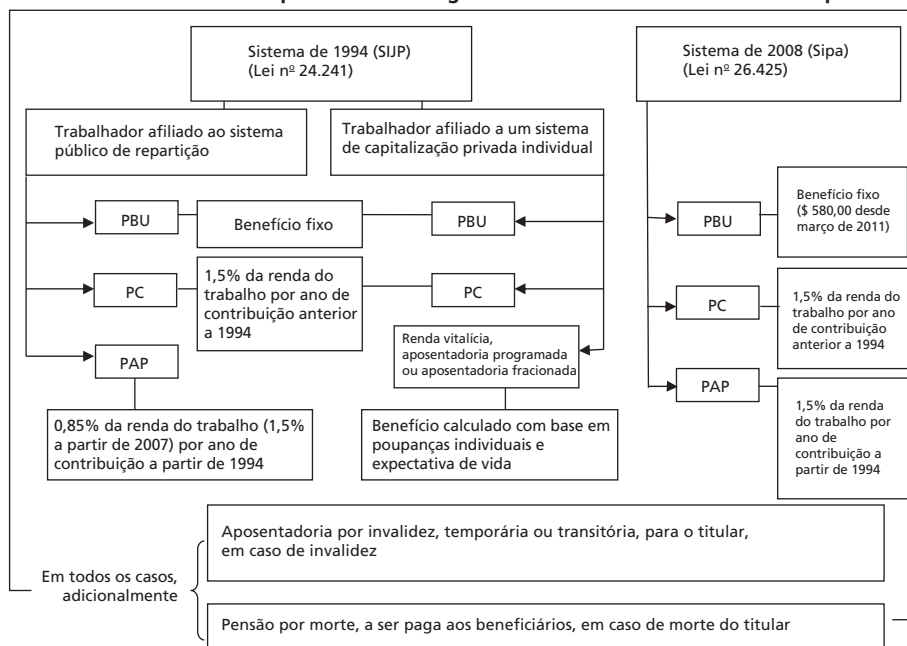 Sistema de 1994 (SIJP)
(Lei nº 24.241)
Sistema de 2008 (Sipa)
(Lei nº 26.425)
Trabalhador afiliado ao sistema
público de repartição
Trabalhador afiliado a um sistema
de capitalização privada individual
PBU
Benefício fixo
PBU
PBU
Benefício fixo
($ 580,00 desde
março de 2011)
PC
1,5% da renda do
trabalho por ano de
contribuição anterior
a 1994
PC
PC
1,5% da renda do
trabalho por ano
de contribuição
anterior a 1994
PAP
Renda vitalícia,
aposentadoria programada
ou aposentadoria fracionada
PAP
0,85% da renda do trabalho (1,5%
a partir de 2007) por ano de
contribuição a partir de 1994
Benefício calculado com base em
poupanças individuais e
expectativa de vida
1,5% da renda
do trabalho por
ano de
contribuição a
partir de 1994
Em todos os casos,
adicionalmente
Aposentadoria por invalidez, temporária ou transitória, para o titular,
em caso de invalidez
Pensão por morte, a ser paga aos beneficiários, em caso de morte do titular